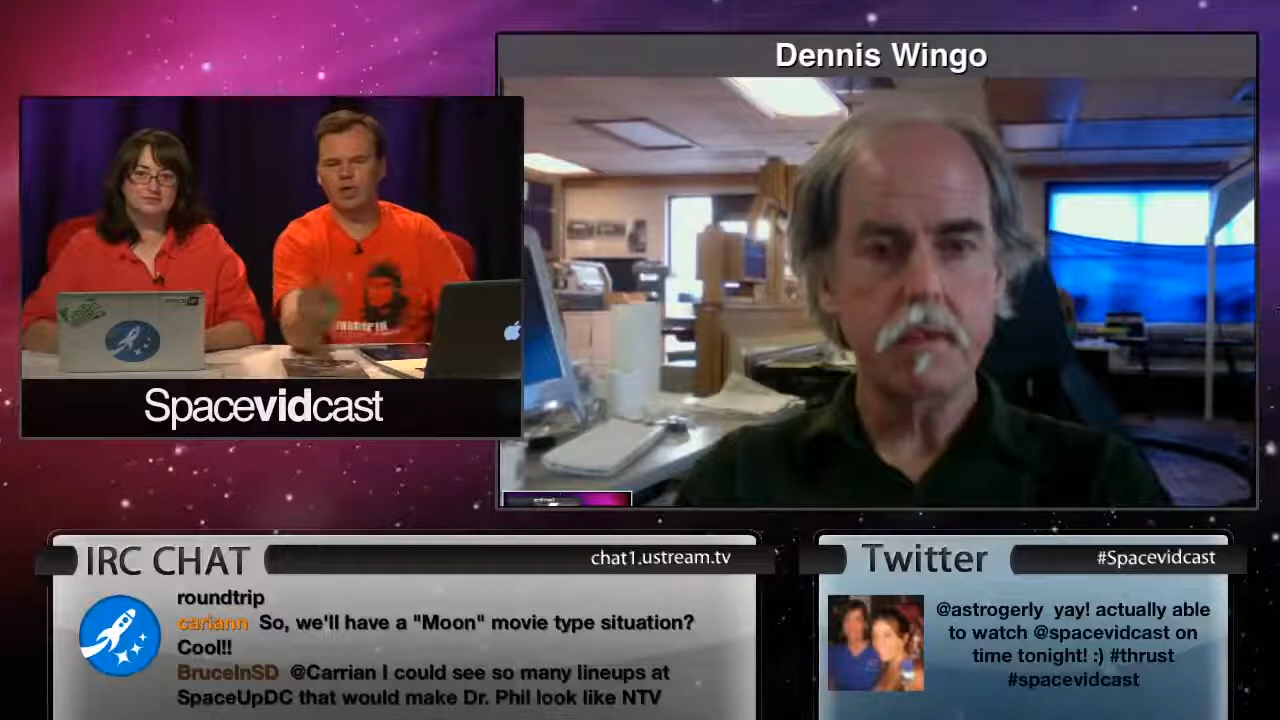 Dennis Wingo
Spacevidcast
IRC CHAT
chat1.ustream.tv
roundtrip
cariann So, we'll have a "Moon" movie type situation?
Cool!!
BruceInSD @Carrian I could see so many lineups at
SpaceUpDC that would make Dr. Phil look like NTV
Twitter
#Spacevidcast
@astrogerly yay! actually able
to watch @spacevidcast on
time tonight! :) #thrust
#spacevidcast